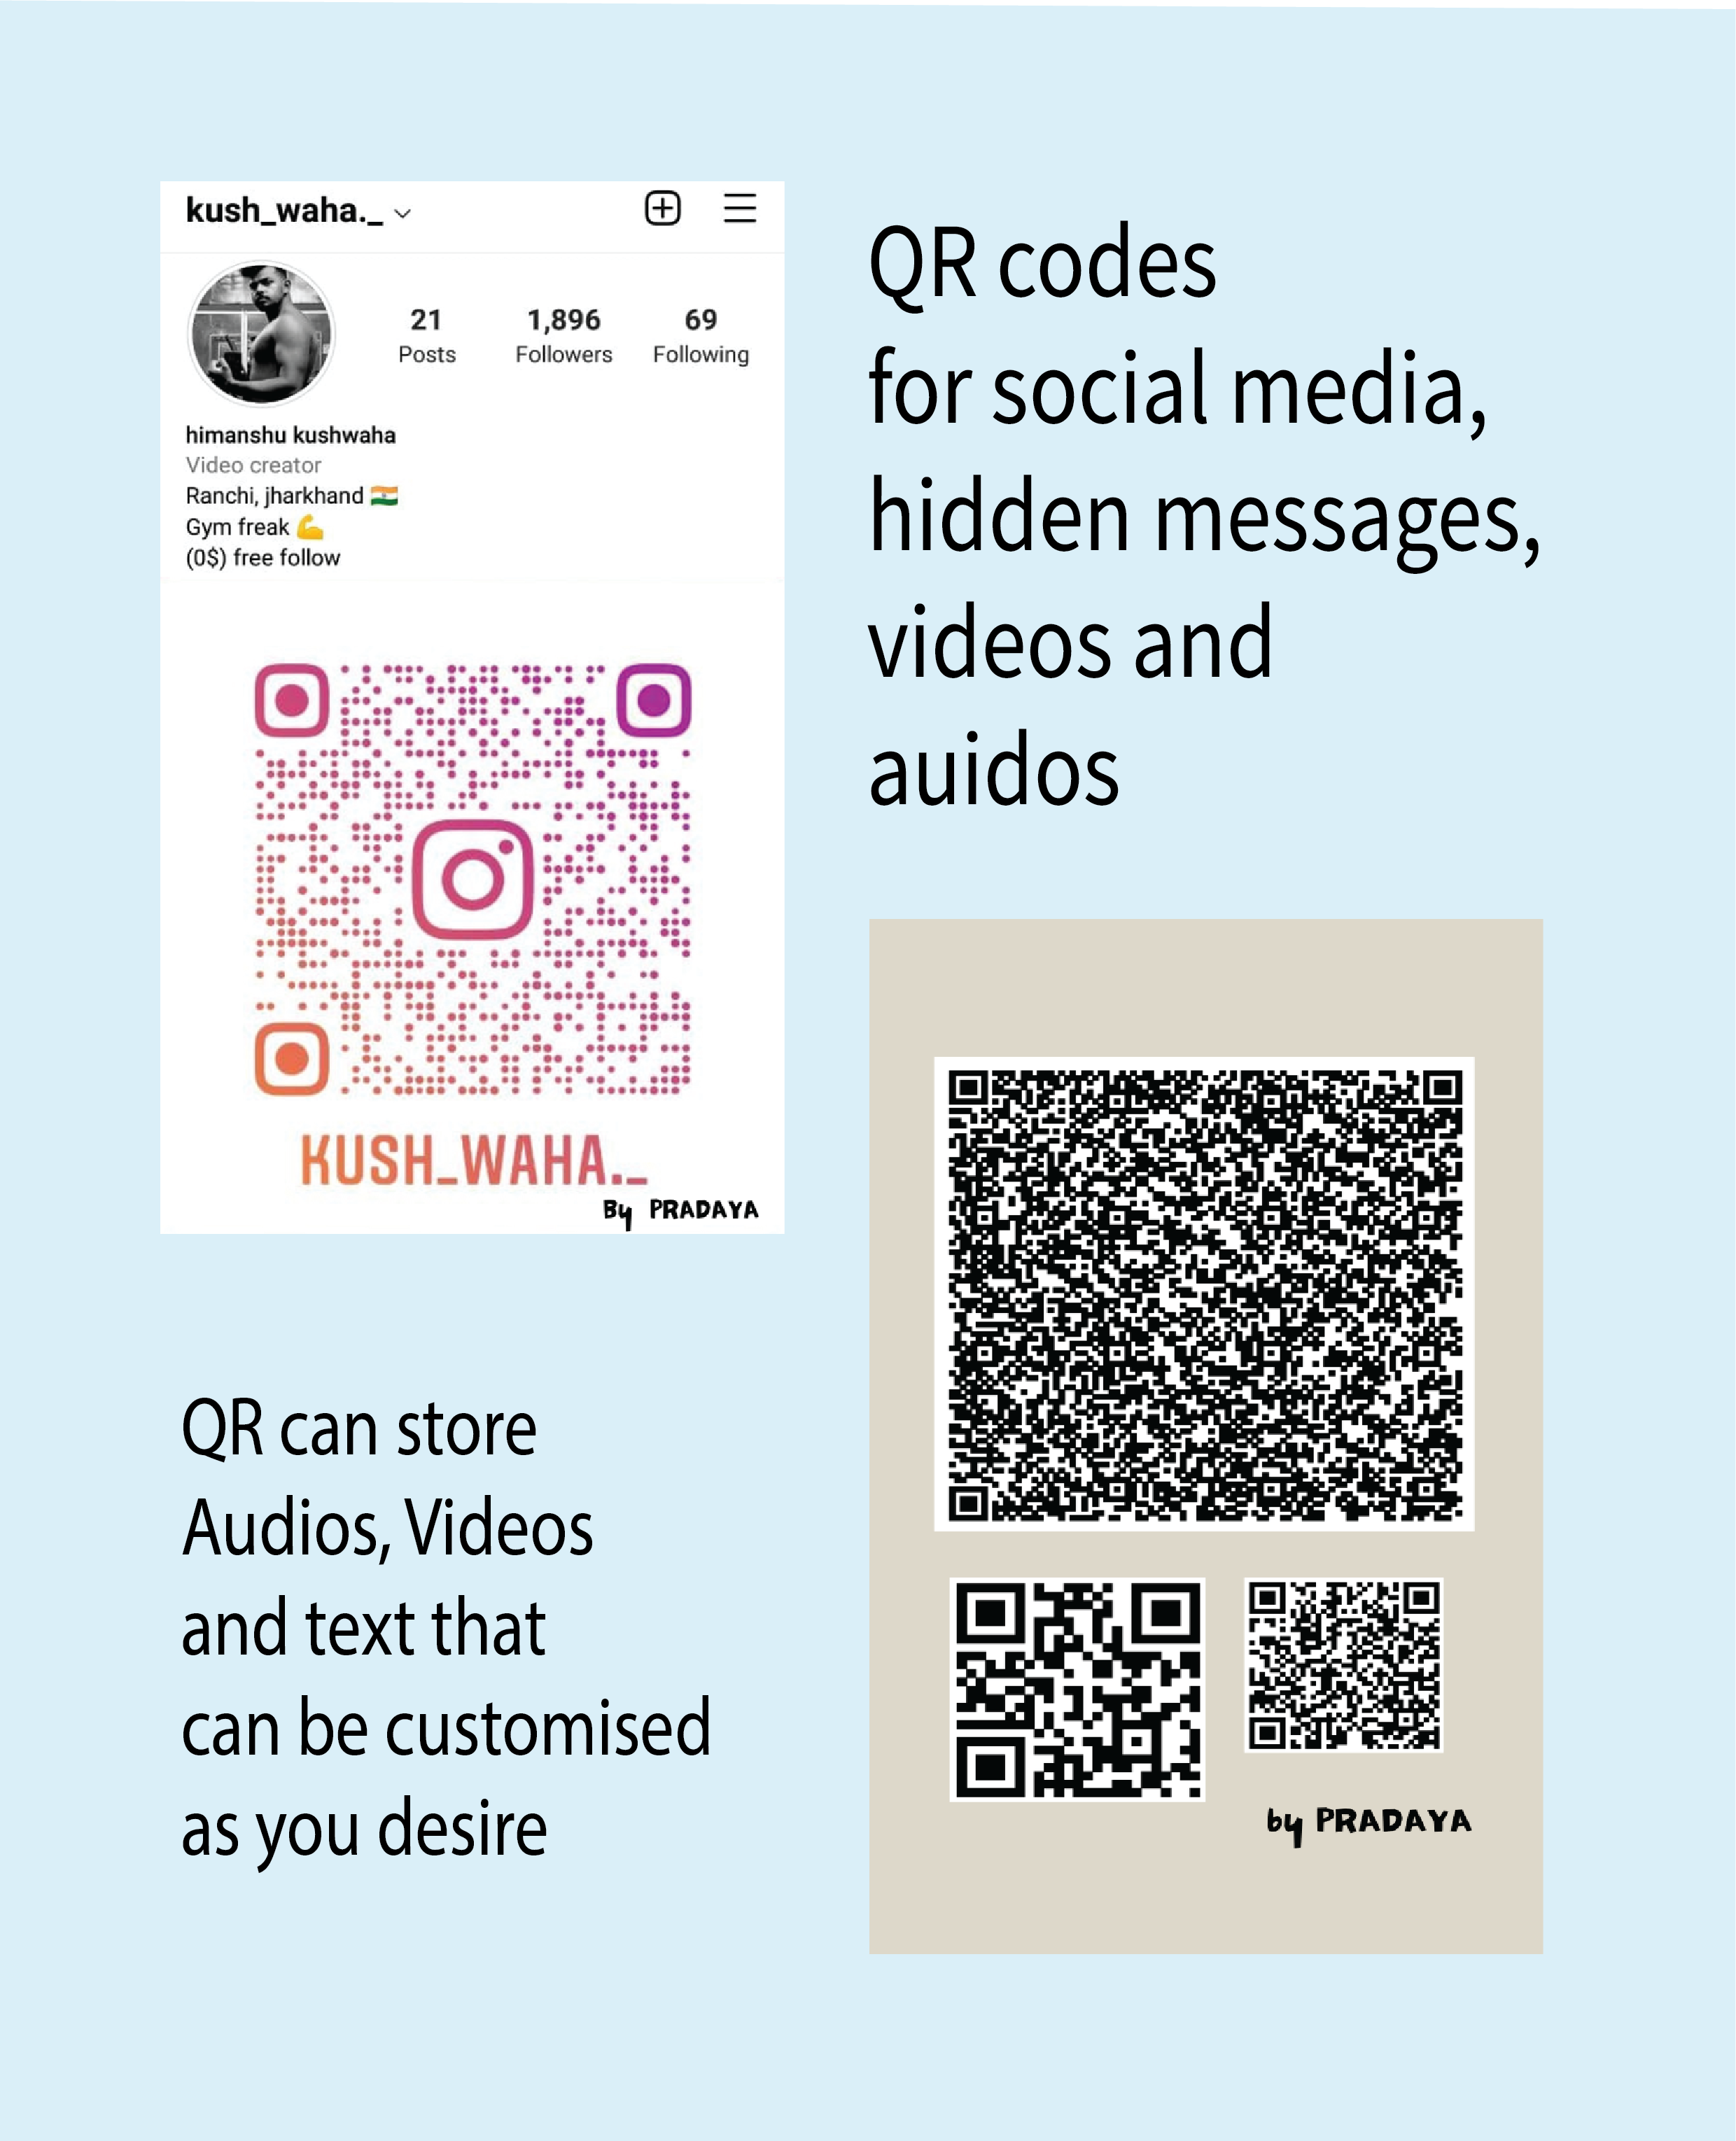 kush_waha._
21 1,896 69
Posts Followers Following
himanshu kushwaha
Video creator
Ranchi, jharkhand 🇮🇳
Gym freak 💪
(0$) free follow
KUSH_WAHA._
By PRADAYA
QR codes
for social media,
hidden messages,
videos and
auidos
QR can store
Audios, Videos
and text that
can be customised
as you desire
by PRADAYA